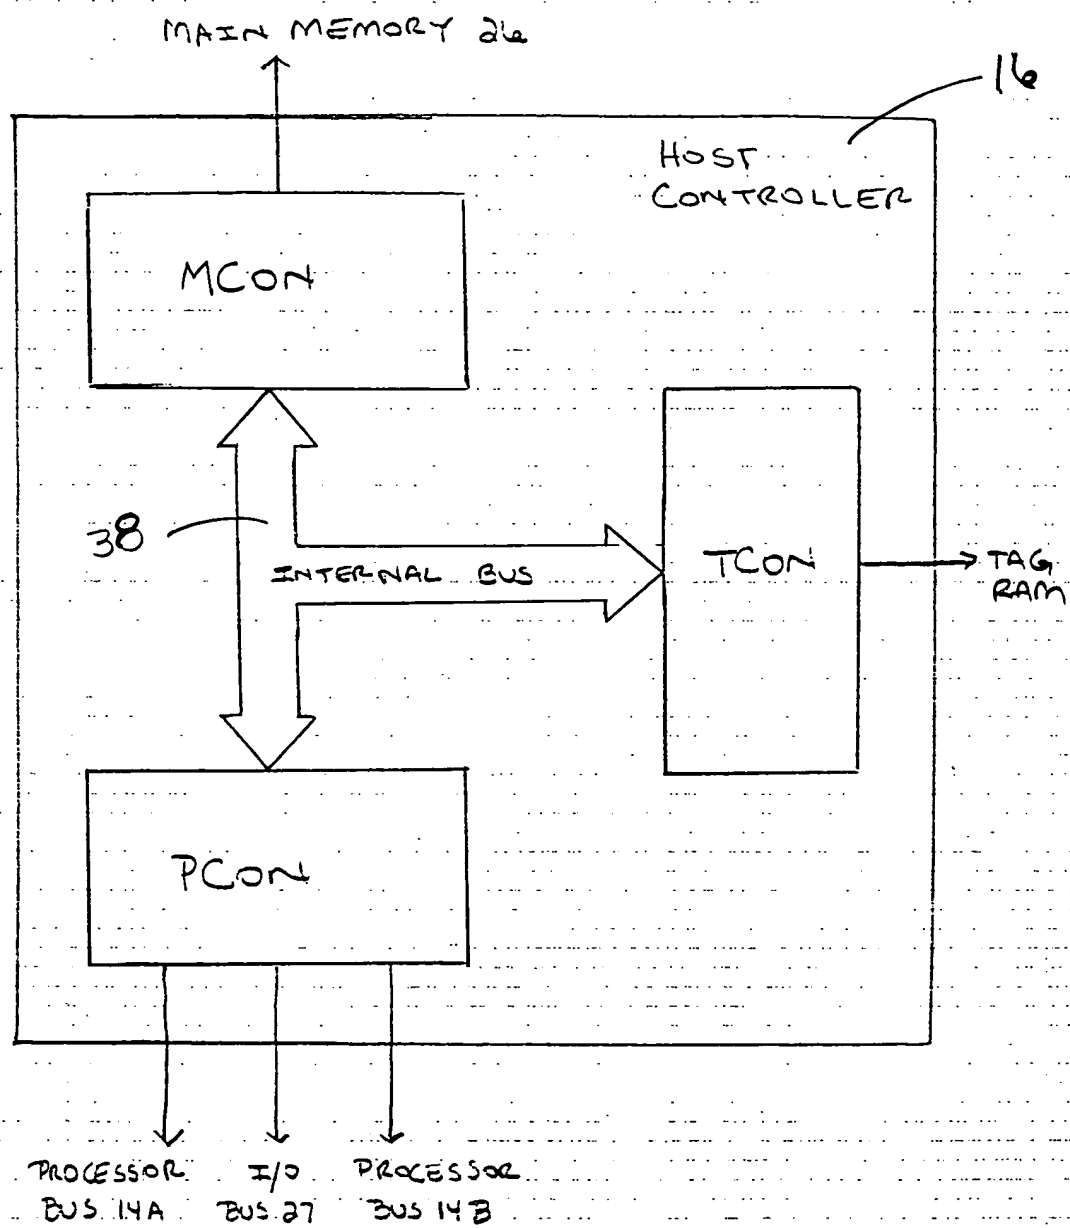 MAIN MEMORY 26
16
HOST
CONTROLLER
MCON
38
INTERNAL BUS
TCON
TAG
RAM
PCON
PROCESSOR
BUS 14A
I/O
BUS 27
PROCESSOR
BUS 14B